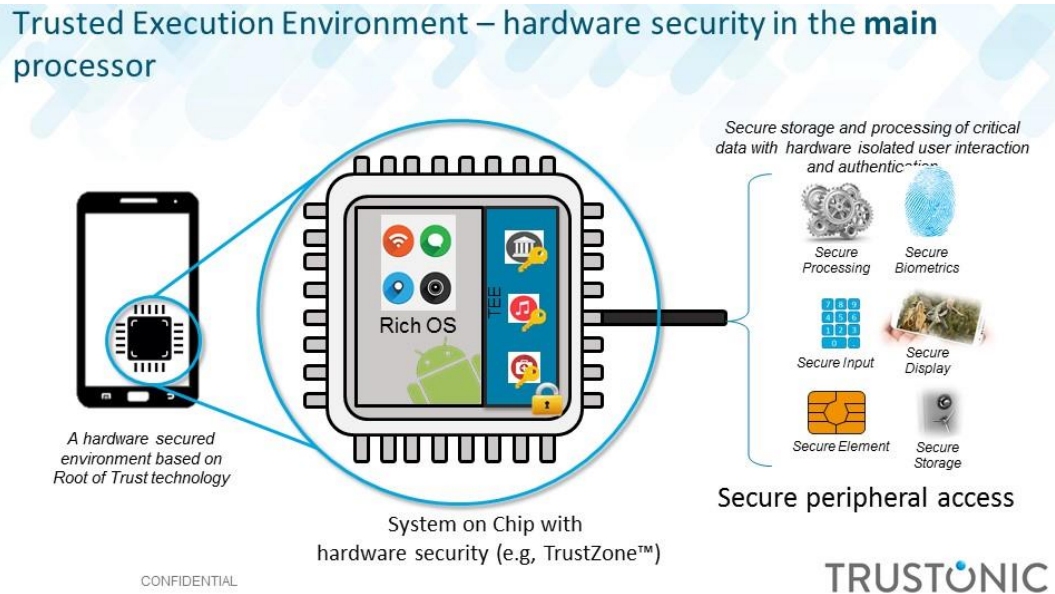 Trusted Execution Environment – hardware security in the main
processor
Secure storage and processing of critical
data with hardware isolated user interaction
and authentication
Secure
Processing
Secure
Biometrics
7 8 9
4 5 6
1 2 3
0 .
Secure Input
Secure
Display
Secure Element
Secure
Storage
Secure peripheral access
Rich OS
TEE
A hardware secured
environment based on
Root of Trust technology
System on Chip with
hardware security (e.g, TrustZone™)
CONFIDENTIAL
TRUSTONIC